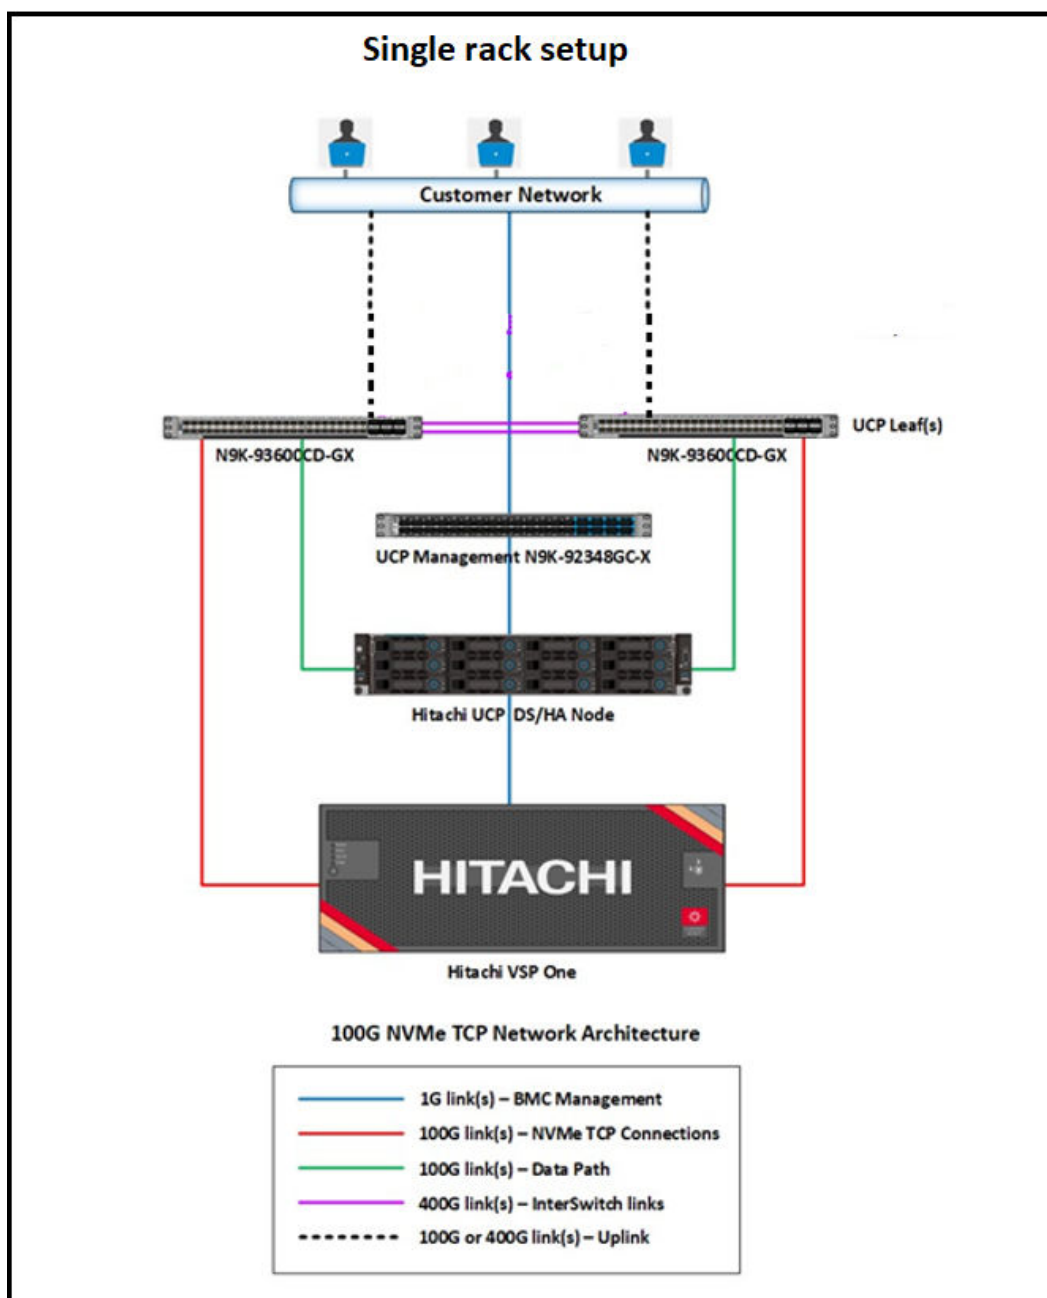 Single rack setup
Customer Network
UCP Leaf(s)
N9K-93600CD-GX
N9K-93600CD-GX
UCP Management N9K-92348GC-X
Hitachi UCP DS/HA Node
HITACHI
Hitachi VSP One
100G NVMe TCP Network Architecture
1G link(s) – BMC Management
100G link(s) – NVMe TCP Connections
100G link(s) – Data Path
400G link(s) – InterSwitch links
100G or 400G link(s) – Uplink